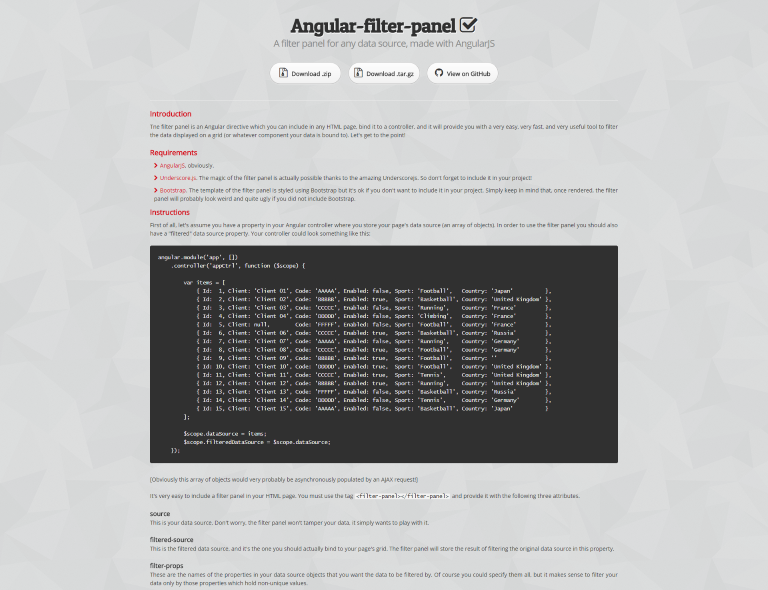 Angular-filter-panel
A filter panel for any data source, made with AngularJS
Download .zip
Download .tar.gz
View on GitHub
Introduction
The filter panel is an Angular directive which you can include in any HTML page, bind it to a controller, and it will provide you with a very easy, very fast, and very useful tool to filter
the data displayed on a grid (or whatever component your data is bound to). Let's get to the point!
Requirements
AngularJS, obviously.
Underscore.js. The magic of the filter panel is actually possible thanks to the amazing Underscorejs. So don't forget to include it in your project!
Bootstrap. The template of the filter panel is styled using Bootstrap but it's ok if you don't want to include it in your project. Simply keep in mind that, once rendered, the filter
panel will probably look weird and quite ugly if you did not include Bootstrap.
Instructions
First of all, let's assume you have a property in your Angular controller where you store your page's data source (an array of objects). In order to use the filter panel you should also
have a "filtered" data source property. Your controller could look something like this:
angular.module('app', [])
.controller('appCtrl', function ($scope) {
var items = [
{ Id: 1, Client: 'Client 01', Code: 'AAAAA', Enabled: false, Sport: 'Football', Country: 'Japan' },
{ Id: 2, Client: 'Client 02', Code: 'BBBBB', Enabled: true, Sport: 'Basketball', Country: 'United Kingdom' },
{ Id: 3, Client: 'Client 03', Code: 'CCCCC', Enabled: false, Sport: 'Running', Country: 'France' },
{ Id: 4, Client: 'Client 04', Code: 'DDDDD', Enabled: false, Sport: 'Climbing', Country: 'France' },
{ Id: 5, Client: null, Code: 'FFFFF', Enabled: false, Sport: 'Football', Country: 'France' },
{ Id: 6, Client: 'Client 06', Code: 'CCCCC', Enabled: true, Sport: 'Basketball', Country: 'Russia' },
{ Id: 7, Client: 'Client 07', Code: 'AAAAA', Enabled: false, Sport: 'Running', Country: 'Germany' },
{ Id: 8, Client: 'Client 08', Code: 'CCCCC', Enabled: true, Sport: 'Football', Country: 'Germany' },
{ Id: 9, Client: 'Client 09', Code: 'BBBBB', Enabled: true, Sport: 'Football', Country: '' },
{ Id: 10, Client: 'Client 10', Code: 'DDDDD', Enabled: false, Sport: 'Football', Country: 'United Kingdom' },
{ Id: 11, Client: 'Client 11', Code: 'CCCCC', Enabled: true, Sport: 'Tennis', Country: 'United Kingdom' },
{ Id: 12, Client: 'Client 12', Code: 'BBBBB', Enabled: true, Sport: 'Running', Country: 'United Kingdom' },
{ Id: 13, Client: 'Client 13', Code: 'FFFFF', Enabled: false, Sport: 'Football', Country: 'Russia' },
{ Id: 14, Client: 'Client 14', Code: 'DDDDD', Enabled: false, Sport: 'Tennis', Country: 'Germany' },
{ Id: 15, Client: 'Client 15', Code: 'AAAAA', Enabled: false, Sport: 'Basketball', Country: 'Japan' }
];
$scope.dataSource = items;
$scope.filteredDataSource = $scope.dataSource;
});
(Obviously this array of objects would very probably be asynchronously populated by an AJAX request!)
It's very easy to include a filter panel in your HTML page. You must use the tag <filter-panel></filter-panel> and provide it with the following three attributes.
source
This is your data source. Don't worry, the filter panel won't tamper your data. It simply wants to play with it.
filtered-source
This is the filtered data source, and it's the one you should actually bind to your page's grid. The filter panel will store the result of filtering the original data source in this property.
filter-props
These are the names of the properties in your data source objects that you want the data to be filtered by. Of course you could specify them all, but it makes sense to filter your
data only by those properties which hold non-unique values.